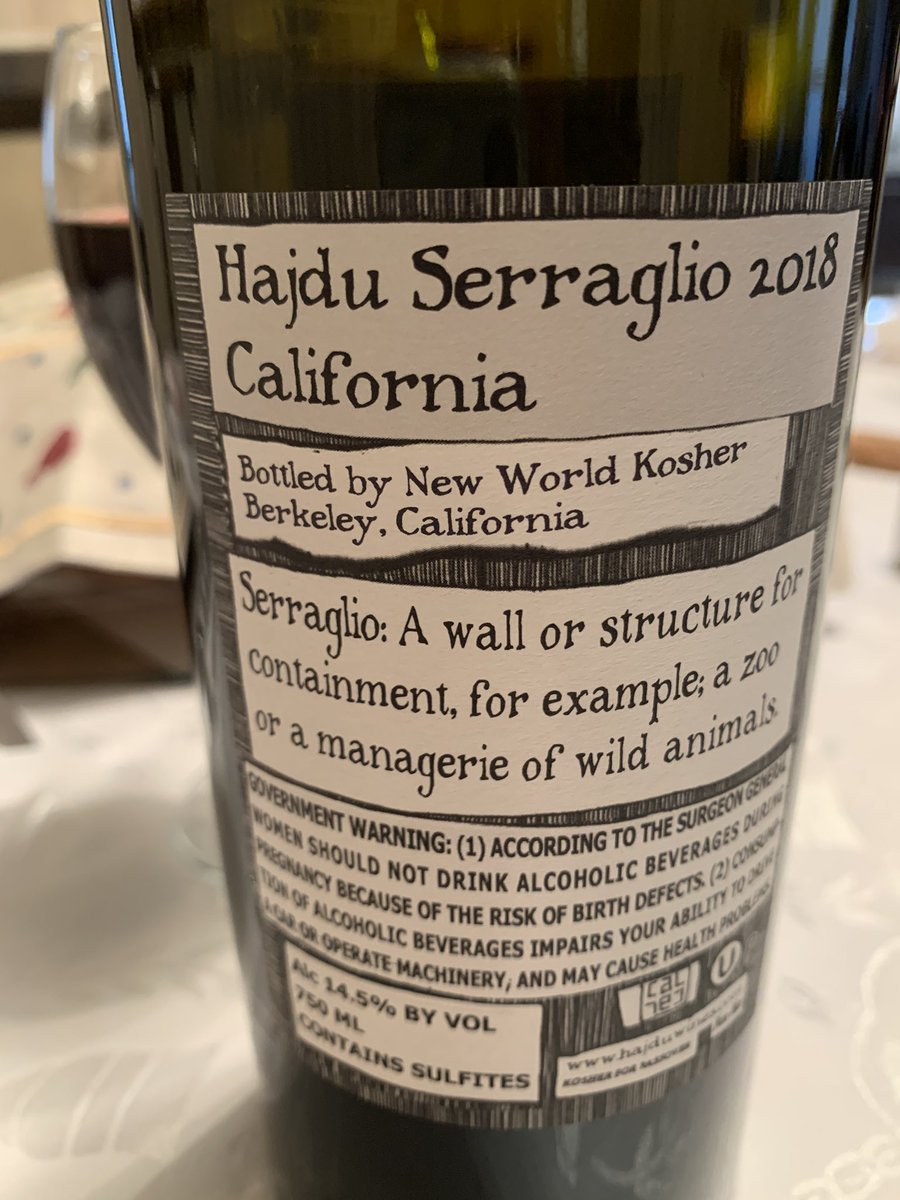 Hajdu Serraglio 2018
California
Bottled by New World Kosher
Berkeley, California
Serraglio: A wall or structure for
containment, for example; a zoo
or a managerie of wild animals.
GOVERNMENT WARNING: (1) ACCORDING TO THE SURGEON GENERAL
WOMEN SHOULD NOT DRINK ALCOHOLIC BEVERAGES DURING
PREGNANCY BECAUSE OF THE RISK OF BIRTH DEFECTS. (2) CONSUMP-
TION OF ALCOHOLIC BEVERAGES IMPAIRS YOUR ABILITY TO DRIVE
A CAR OR OPERATE MACHINERY, AND MAY CAUSE HEALTH PROBLEMS.
Alc 14.5% BY VOL
750 ML
CONTAINS SULFITES
U
KOSHER FOR PASSOVER